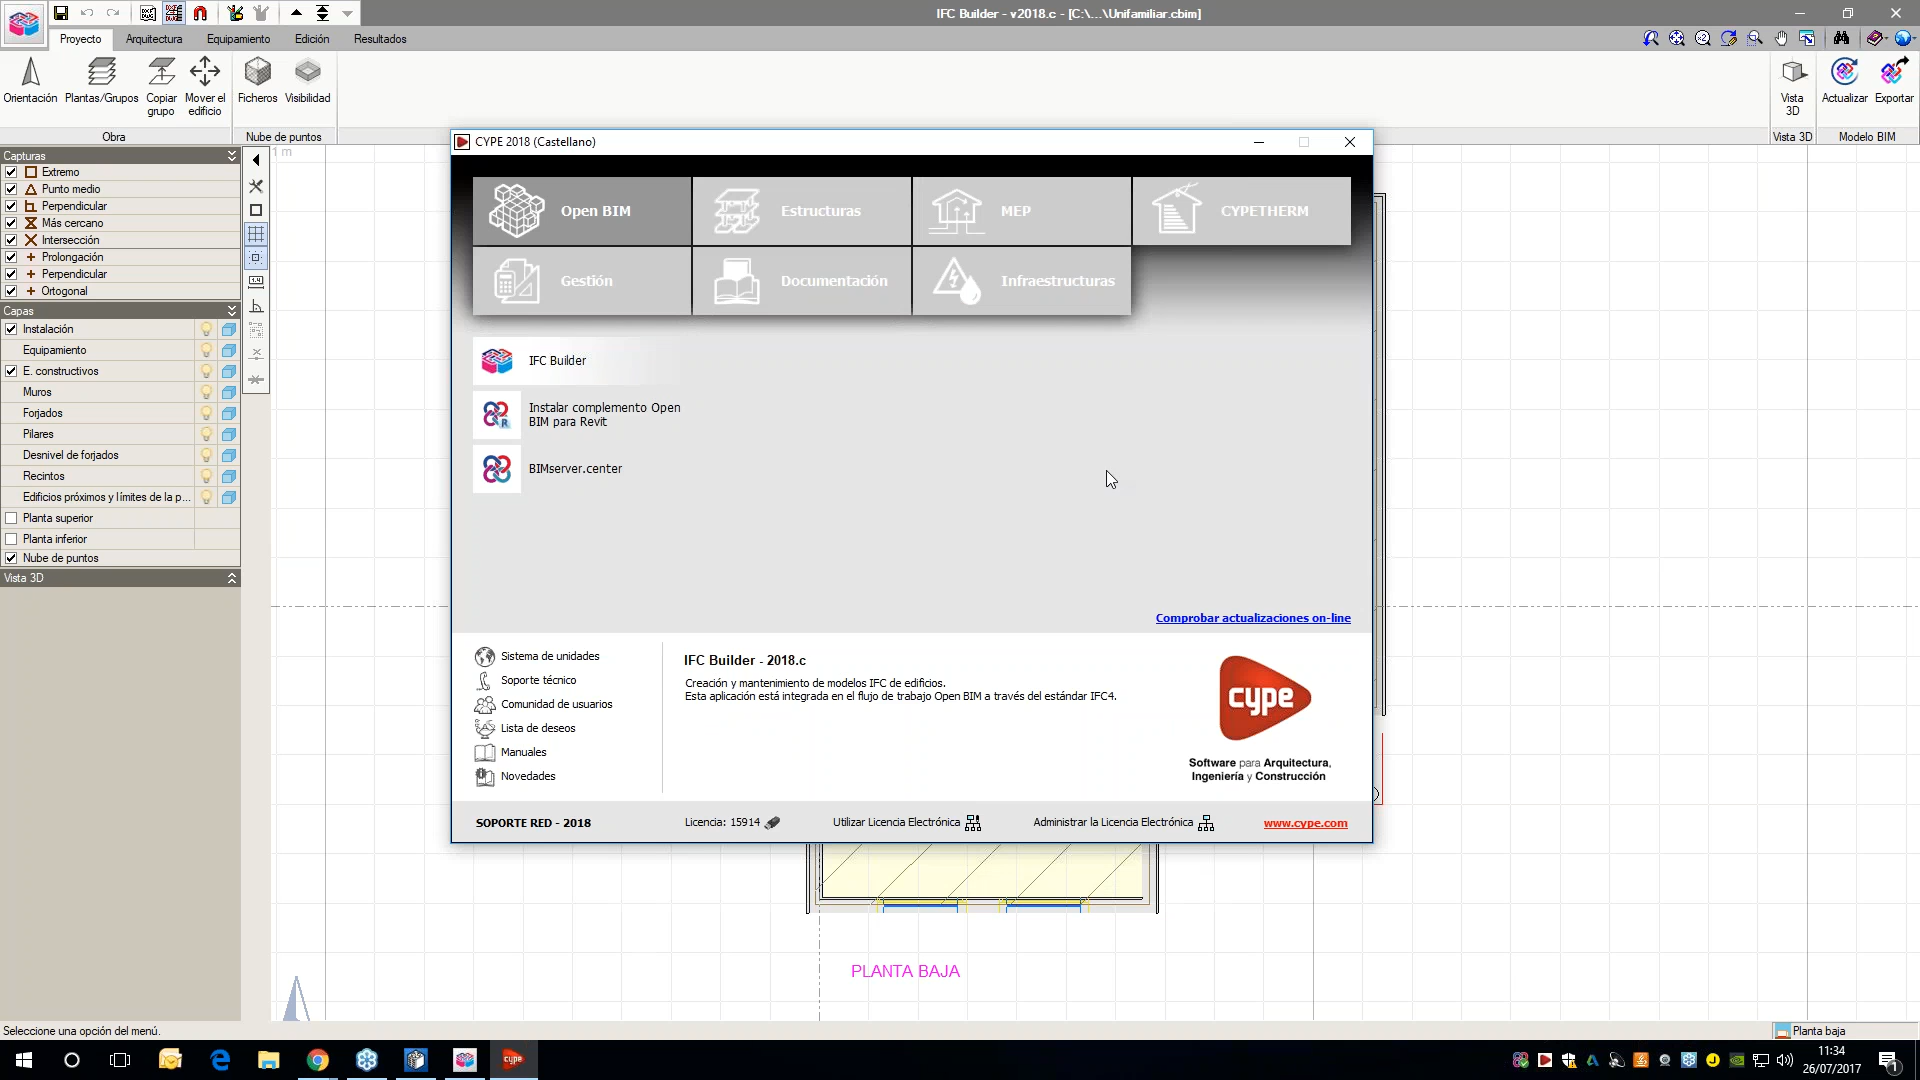 IFC Builder - v2018.c - [C:\...\Unifamiliar.cbim]
Proyecto
Arquitectura
Equipamiento
Edición
Resultados
Orientación
Plantas/Grupos
Copiar
grupo
Mover el
edificio
Ficheros
Visibilidad
Vista
3D
Actualizar
Exportar
Obra
Nube de puntos
Vista 3D
Modelo BIM
Capturas
1 m
Extremo
Punto medio
Perpendicular
Más cercano
Intersección
Prolongación
Perpendicular
Ortogonal
Capas
Instalación
Equipamiento
E. constructivos
Muros
Forjados
Pilares
Desnivel de forjados
Recintos
Edificios próximos y límites de la p...
Planta superior
Planta inferior
Nube de puntos
Vista 3D
CYPE 2018 (Castellano)
Open BIM
Estructuras
MEP
CYPETHERM
Gestión
Documentación
Infraestructuras
IFC Builder
Instalar complemento Open
BIM para Revit
BIMserver.center
Comprobar actualizaciones on-line
Sistema de unidades
Soporte técnico
Comunidad de usuarios
Lista de deseos
Manuales
Novedades
IFC Builder - 2018.c
Creación y mantenimiento de modelos IFC de edificios.
Esta aplicación está integrada en el flujo de trabajo Open BIM a través del estándar IFC4.
cype
Software para Arquitectura,
Ingeniería y Construcción
SOPORTE RED - 2018
Licencia: 15914
Utilizar Licencia Electrónica
Administrar la Licencia Electrónica
www.cype.com
PLANTA BAJA
Seleccione una opción del menú.
Planta baja
cype
11:34
26/07/2017
1